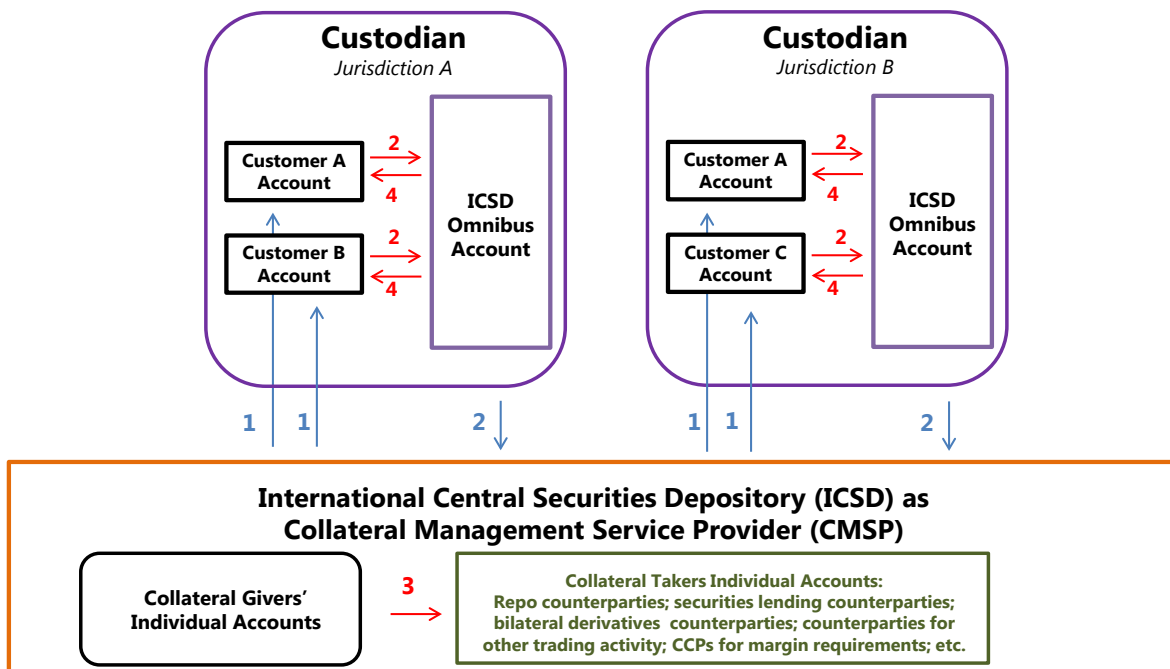 Custodian
Jurisdiction A
Customer A
Account
2
4
Customer B
Account
2
4
ICSD
Omnibus
Account
1
1
2
Custodian
Jurisdiction B
Customer A
Account
2
4
Customer C
Account
2
4
ICSD
Omnibus
Account
1
1
2
International Central Securities Depository (ICSD) as
Collateral Management Service Provider (CMSP)
Collateral Givers’
Individual Accounts
3
Collateral Takers Individual Accounts:
Repo counterparties; securities lending counterparties;
bilateral derivatives counterparties; counterparties for
other trading activity; CCPs for margin requirements; etc.